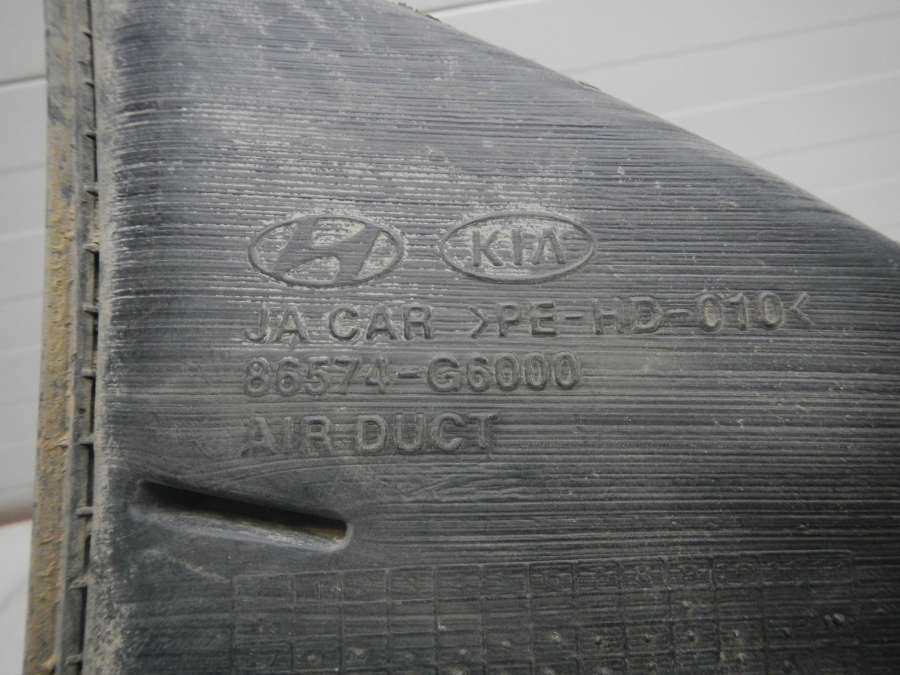 KIA
JA CAR >PE-HD-010<
86574-G6000
AIR DUCT